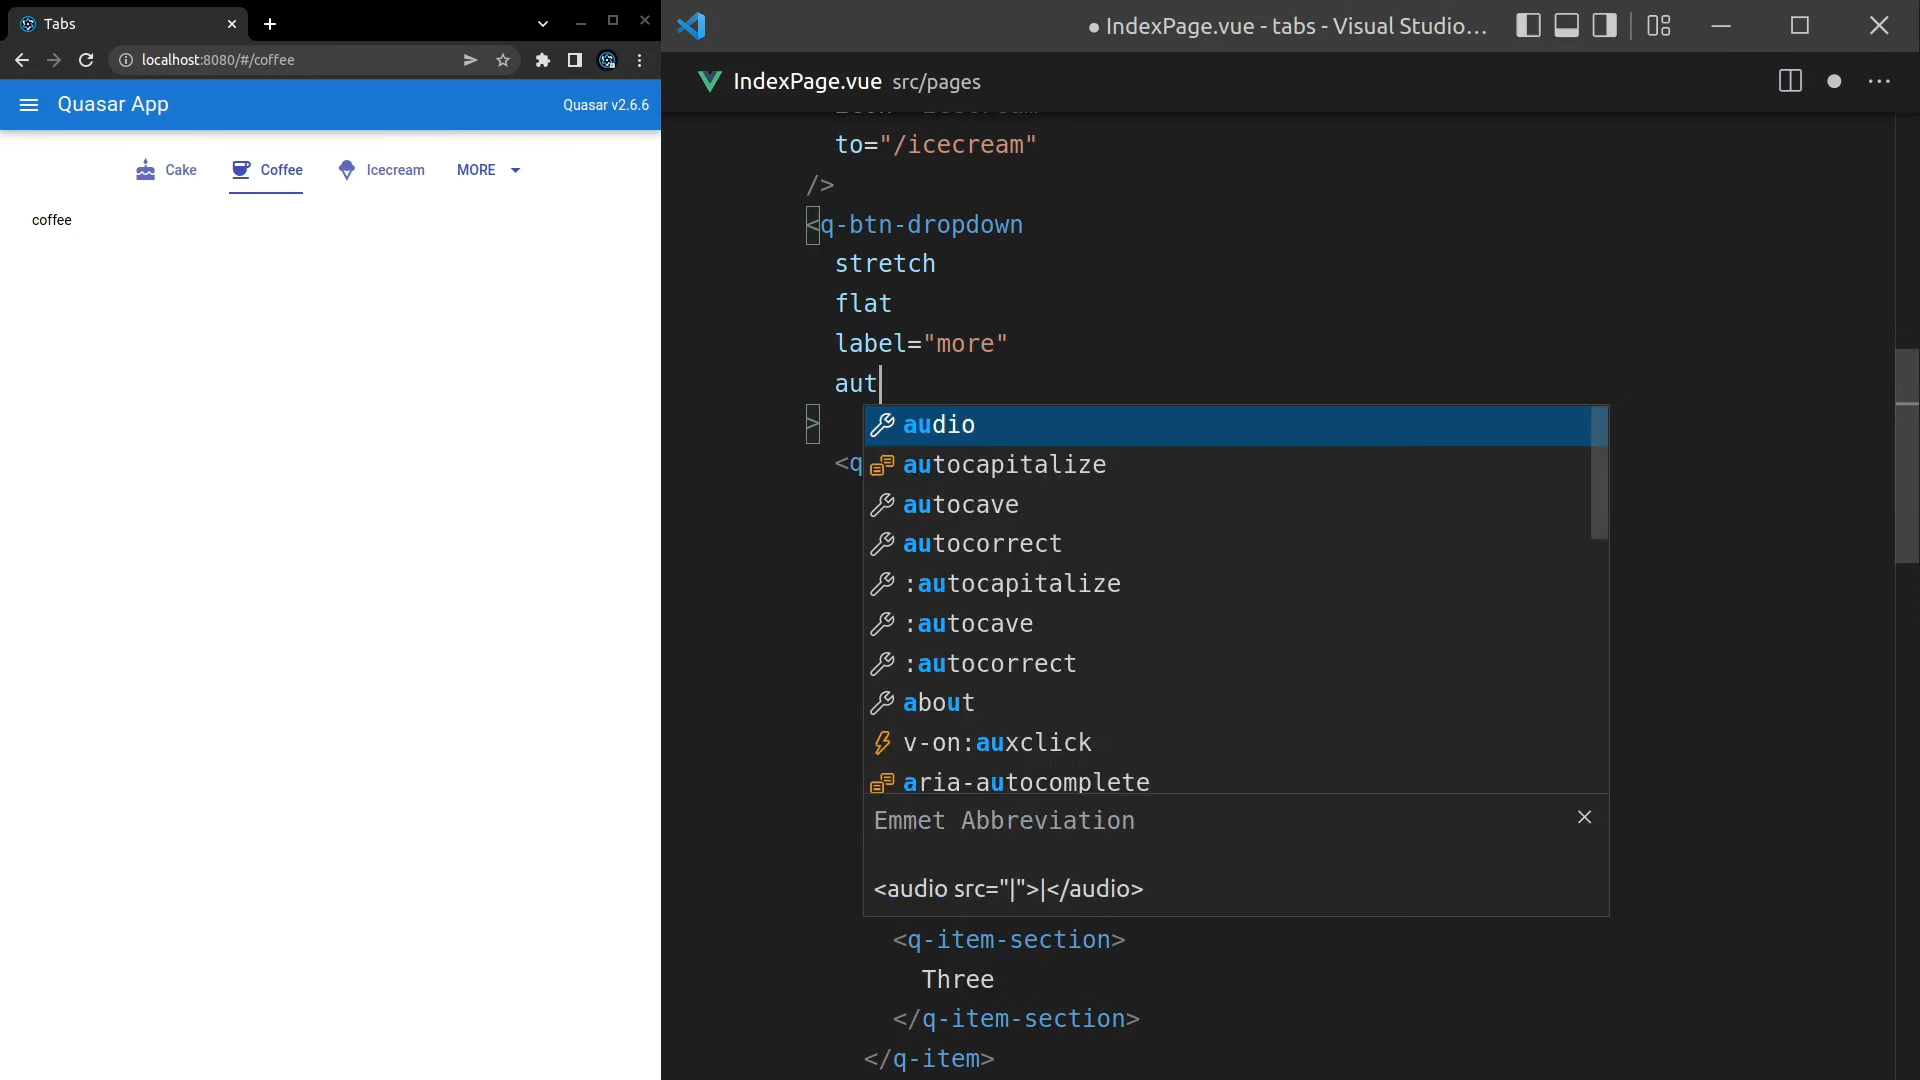 Tabs
localhost:8080/#/coffee
Quasar App
Quasar v2.6.6
Cake
Coffee
Icecream
MORE
coffee
● IndexPage.vue - tabs - Visual Studio...
IndexPage.vue src/pages
to="/icecream"
/>
<q-btn-dropdown
stretch
flat
label="more"
aut
>
<q
audio
autocapitalize
autocave
autocorrect
:autocapitalize
:autocave
:autocorrect
about
v-on:auxclick
aria-autocomplete
Emmet Abbreviation
<audio src="|">|</audio>
<q-item-section>
Three
</q-item-section>
</q-item>